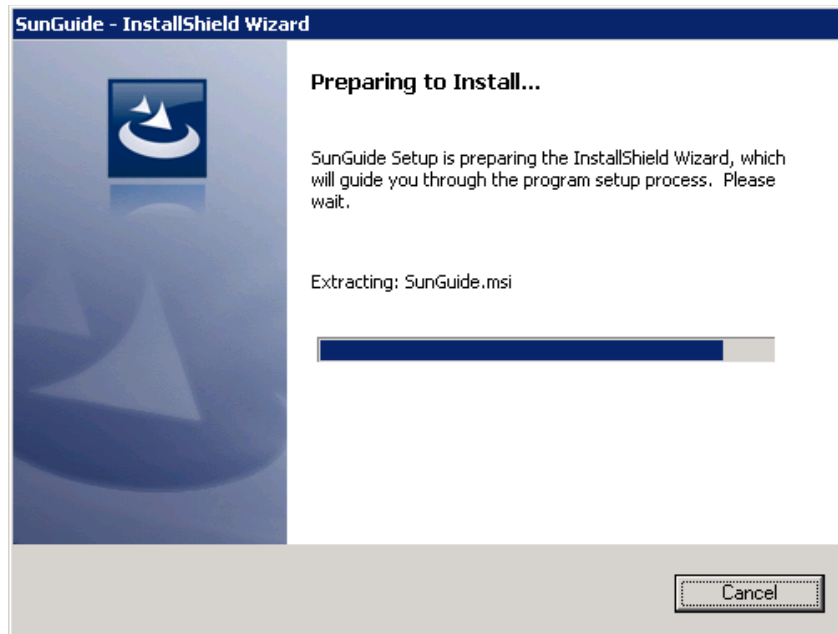 SunGuide - InstallShield Wizard
Preparing to Install...
SunGuide Setup is preparing the InstallShield Wizard, which
will guide you through the program setup process.  Please
wait.
Extracting: SunGuide.msi
Cancel